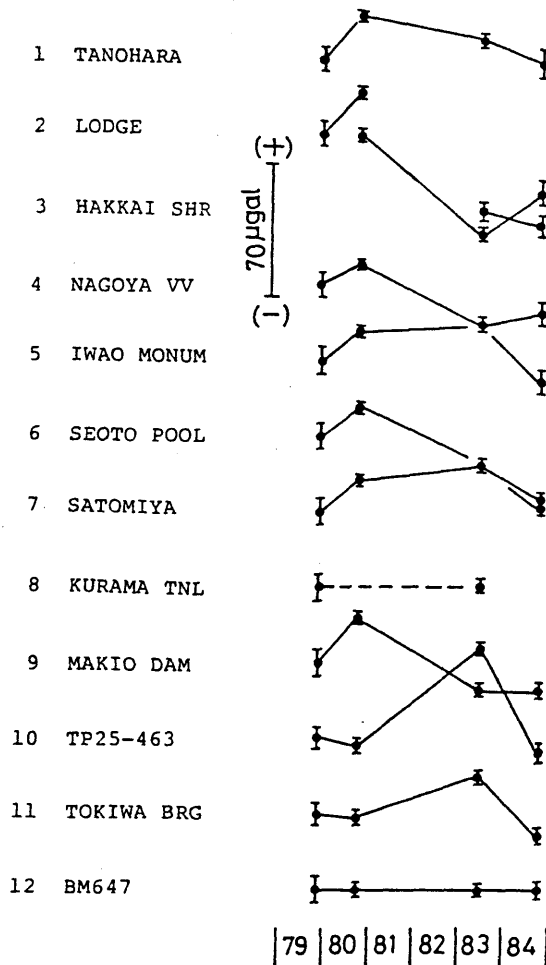 1 TANOHARA
2 LODGE
(+)
70 μgal
(-)
3 HAKKAI SHR
4 NAGOYA VV
5 IWAO MONUM
6 SEOTO POOL
7 SATOMIYA
8 KURAMA TNL
9 MAKIO DAM
10 TP25-463
11 TOKIWA BRG
12 BM647
|79|80|81|82|83|84|